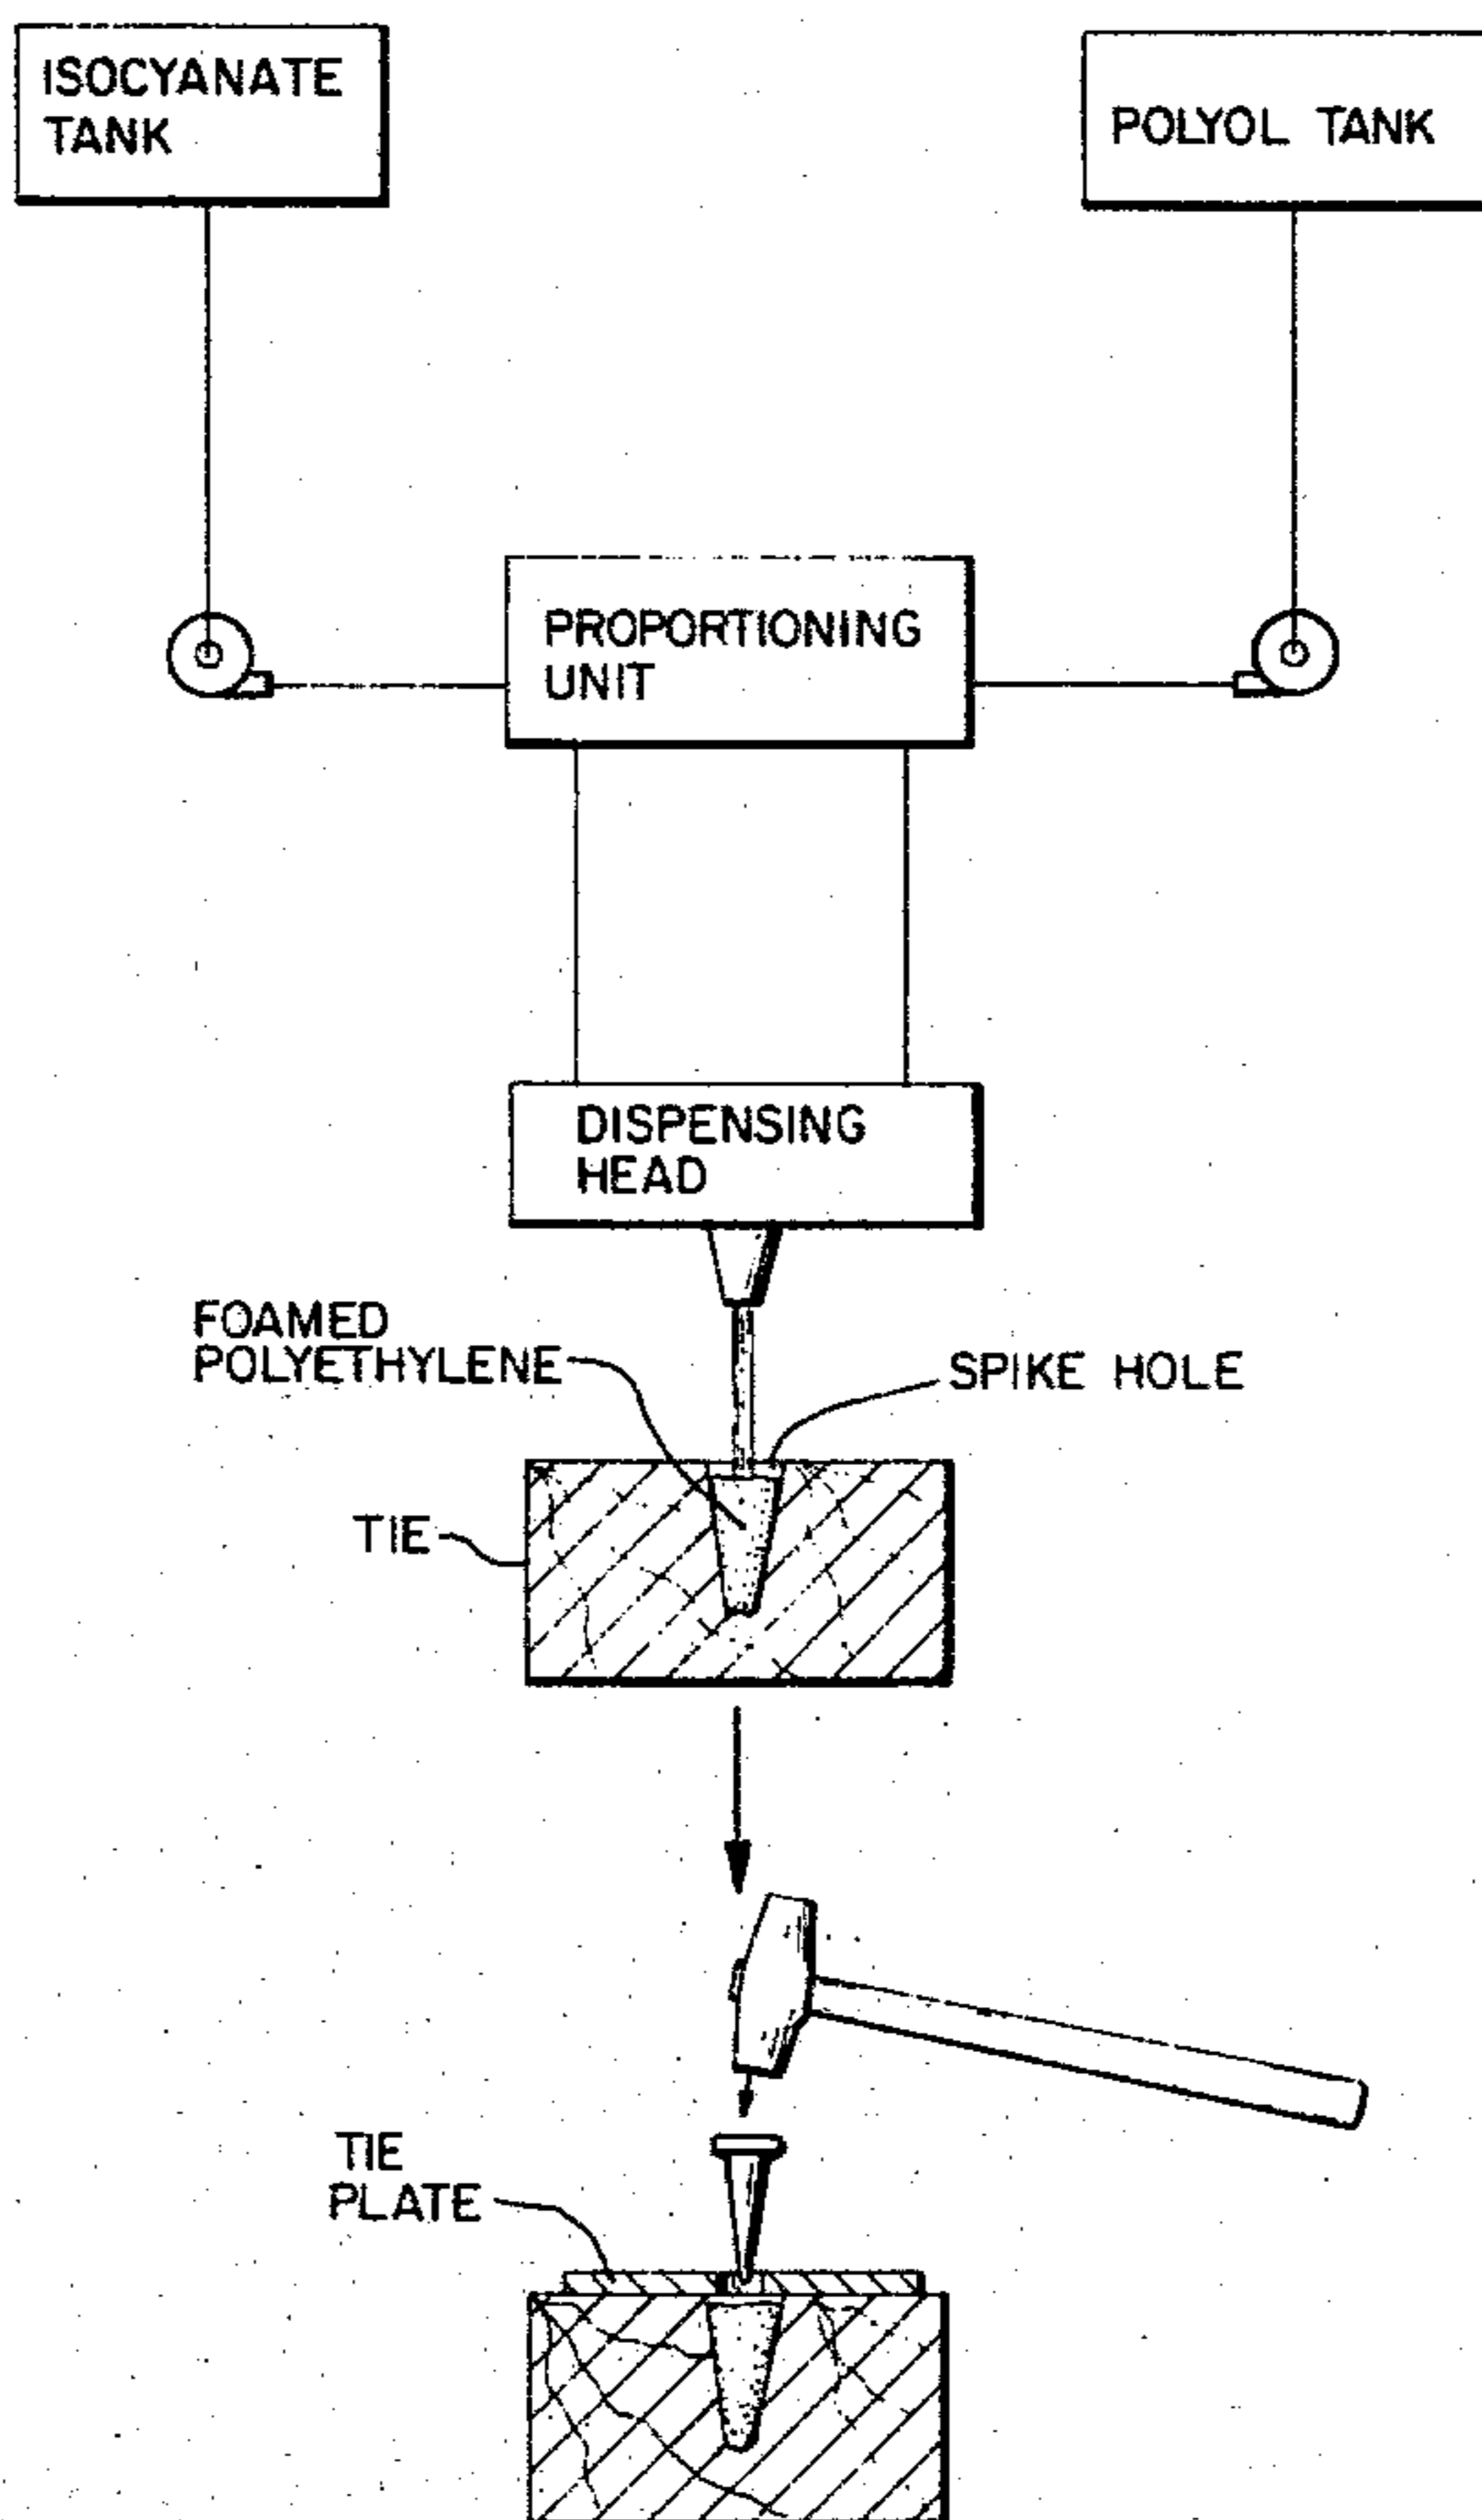 ISOCYANATE
TANK
POLYOL TANK
PROPORTIONING
UNIT
DISPENSING
HEAD
FOAMED
POLYETHYLENE
SPIKE HOLE
TIE
TIE
PLATE